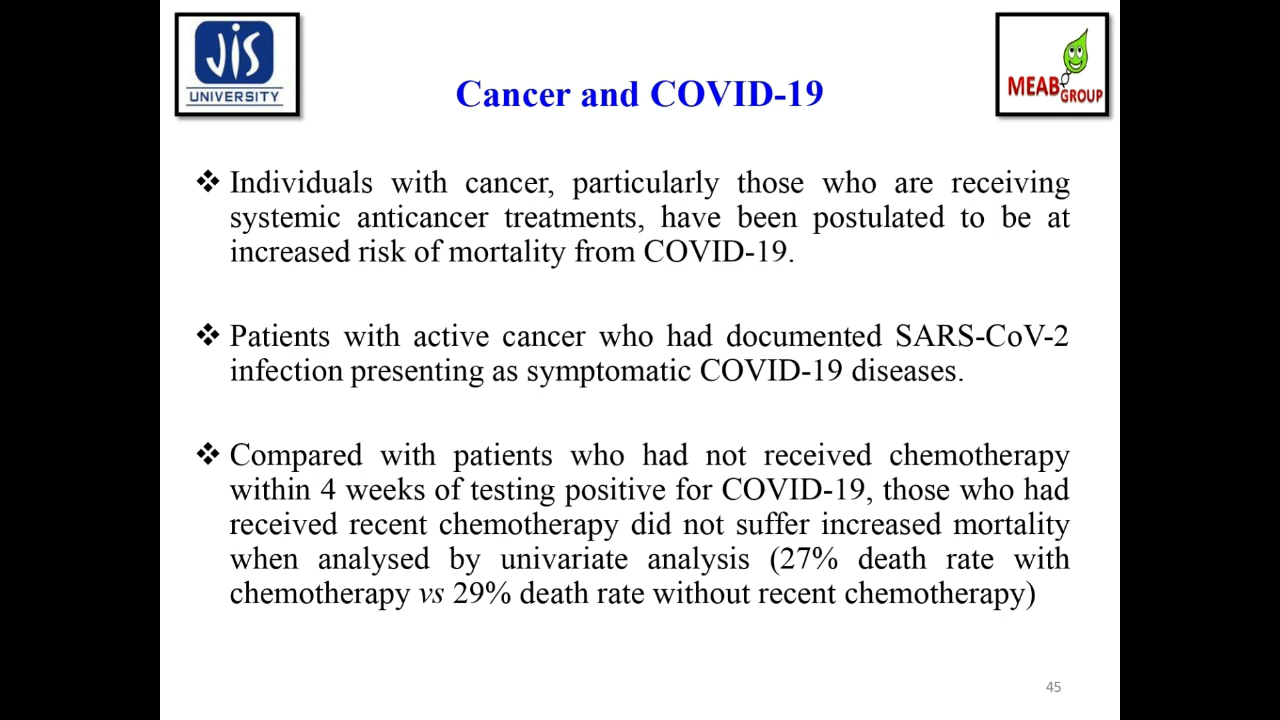 JIS
UNIVERSITY
MEAB
GROUP
Cancer and COVID-19
❖ Individuals with cancer, particularly those who are receiving
systemic anticancer treatments, have been postulated to be at
increased risk of mortality from COVID-19.
❖ Patients with active cancer who had documented SARS-CoV-2
infection presenting as symptomatic COVID-19 diseases.
❖ Compared with patients who had not received chemotherapy
within 4 weeks of testing positive for COVID-19, those who had
received recent chemotherapy did not suffer increased mortality
when analysed by univariate analysis (27% death rate with
chemotherapy vs 29% death rate without recent chemotherapy)
45